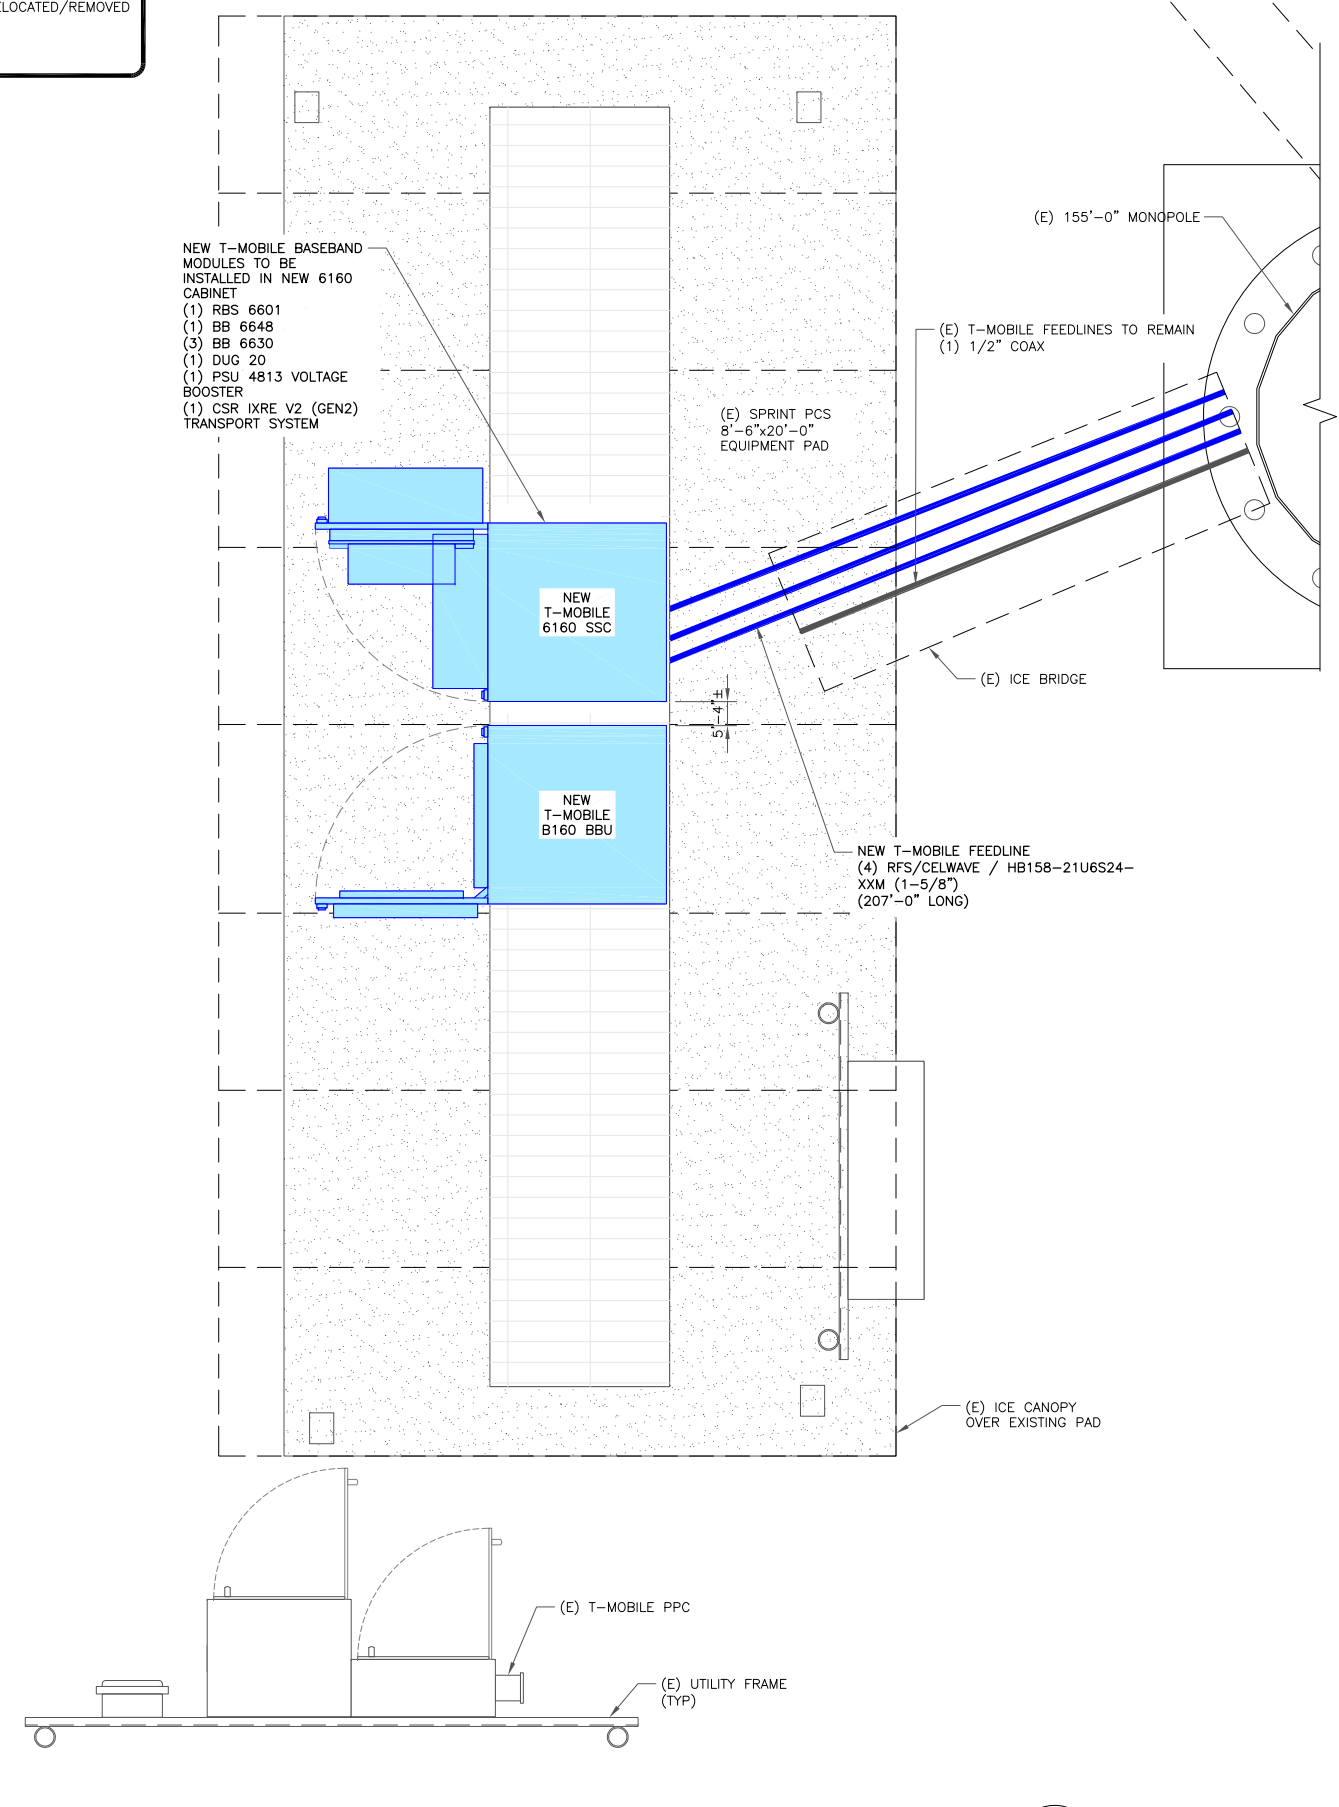 /REMOVED
NEW T-MOBILE BASEBAND
MODULES TO BE
INSTALLED IN NEW 6160
CABINET
(1) RBS 6601
(1) BB 6648
(3) BB 6630
(1) DUG 20
(1) PSU 4813 VOLTAGE
BOOSTER
(1) CSR IXRE V2 (GEN2)
TRANSPORT SYSTEM
(E) 155'-0" MONOPOLE
(E) T-MOBILE FEEDLINES TO REMAIN
(1) 1/2" COAX
(E) SPRINT PCS
8'-6"x20'-0"
EQUIPMENT PAD
NEW
T-MOBILE
6160 SSC
(E) ICE BRIDGE
5'-4"±
NEW
T-MOBILE
B160 BBU
NEW T-MOBILE FEEDLINE
(4) RFS/CELWAVE / HB158-21U6S24-
XXM (1-5/8")
(207'-0" LONG)
(E) ICE CANOPY
OVER EXISTING PAD
(E) T-MOBILE PPC
(E) UTILITY FRAME
(TYP)